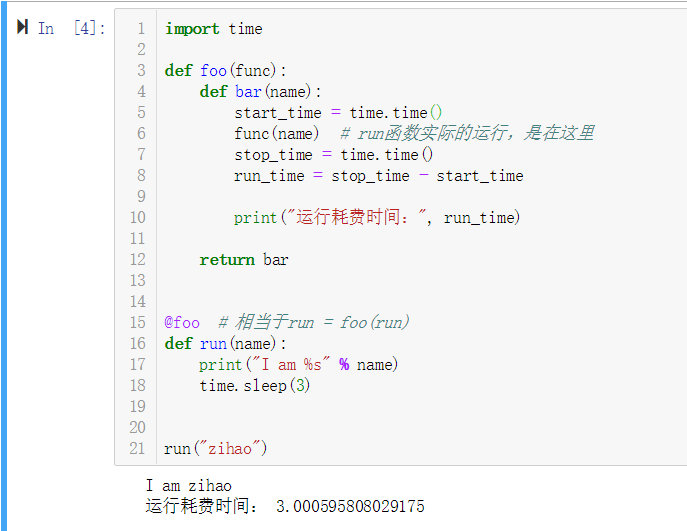 In [4]:
1 import time
2
3 def foo(func):
4     def bar(name):
5         start_time = time.time()
6         func(name)  # run函数实际的运行，是在这里
7         stop_time = time.time()
8         run_time = stop_time - start_time
9
10         print("运行耗费时间：", run_time)
11
12     return bar
13
14
15 @foo  # 相当于run = foo(run)
16 def run(name):
17     print("I am %s" % name)
18     time.sleep(3)
19
20
21 run("zihao")
I am zihao
运行耗费时间： 3.000595808029175